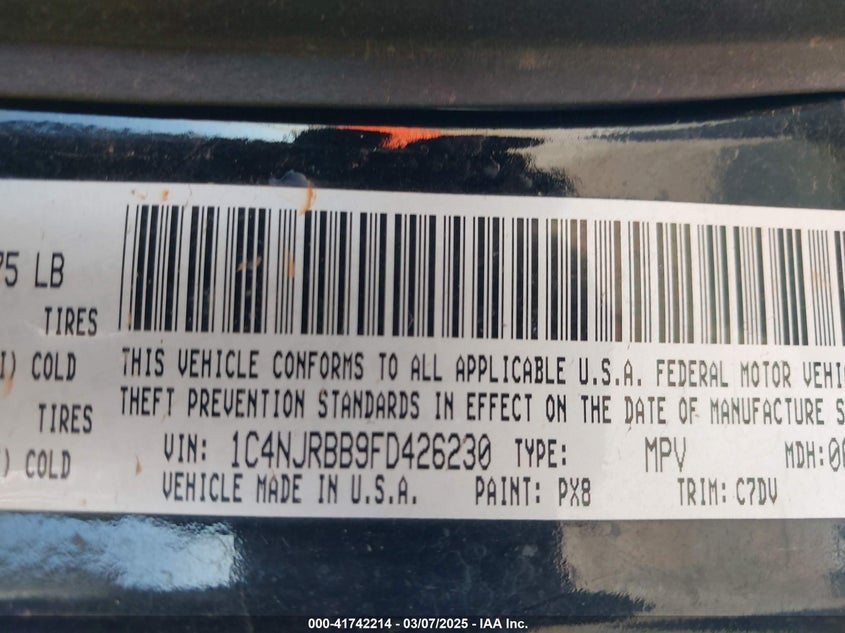 75 LB
TIRES
I) COLD
TIRES
) COLD
THIS VEHICLE CONFORMS TO ALL APPLICABLE U.S.A. FEDERAL MOTOR VEHI
THEFT PREVENTION STANDARDS IN EFFECT ON THE DATE OF MANUFACTURE S
VIN: 1C4NJRBB9FD426230 TYPE: MPV MDH:00
VEHICLE MADE IN U.S.A. PAINT: PX8 TRIM: C7DV
000-41742214 - 03/07/2025 - IAA Inc.